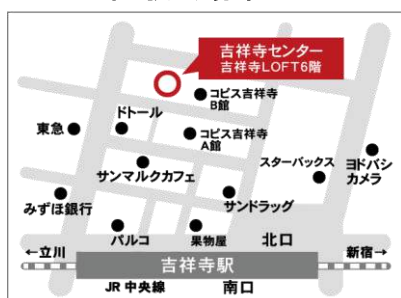 吉祥寺センター
吉祥寺LOFT6階
コピス吉祥寺
B館
ドトール
東急
コピス吉祥寺
A館
サンマルクカフェ
スターバックス
ヨドバシ
カメラ
みずほ銀行
サンドラッグ
パルコ
果物屋
北口
←立川
新宿→
吉祥寺駅
JR 中央線
南口